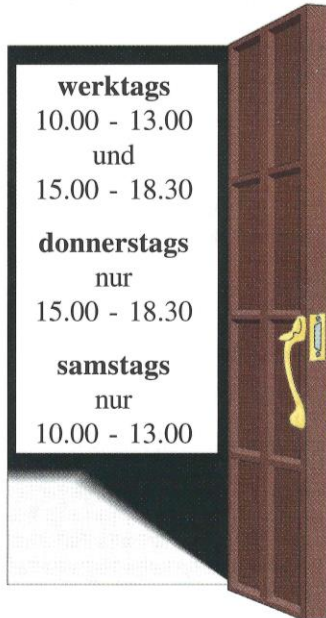 werktags
10.00 - 13.00
und
15.00 - 18.30
donnerstags
nur
15.00 - 18.30
samstags
nur
10.00 - 13.00